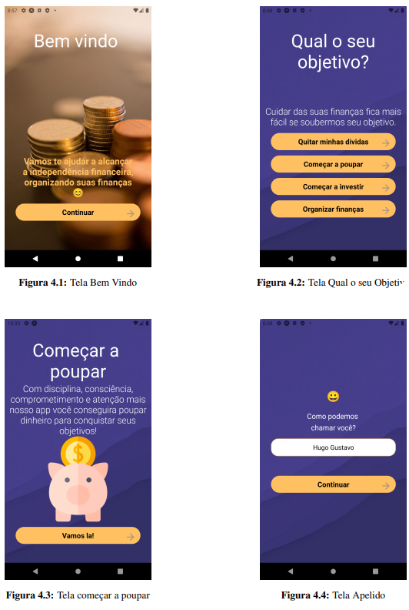 Bem vindo
Vamos te ajudar a alcançar
a independência financeira,
organizando suas finanças
Continuar
Figura 4.1: Tela Bem Vindo
Qual o seu
objetivo?
Cuidar das suas finanças fica mais
fácil se soubermos seu objetivo.
Quitar minhas dívidas
Começar a poupar
Começar a investir
Organizar finanças
Figura 4.2: Tela Qual o seu Objetiv
Começar a
poupar
Com disciplina, consciência,
comprometimento e atenção mais
nosso app você conseguira poupar
dinheiro para conquistar seus
objetivos!
Vamos la!
Figura 4.3: Tela começar a poupar
Como podemos
chamar você?
Hugo Gustavo
Continuar
Figura 4.4: Tela Apelido